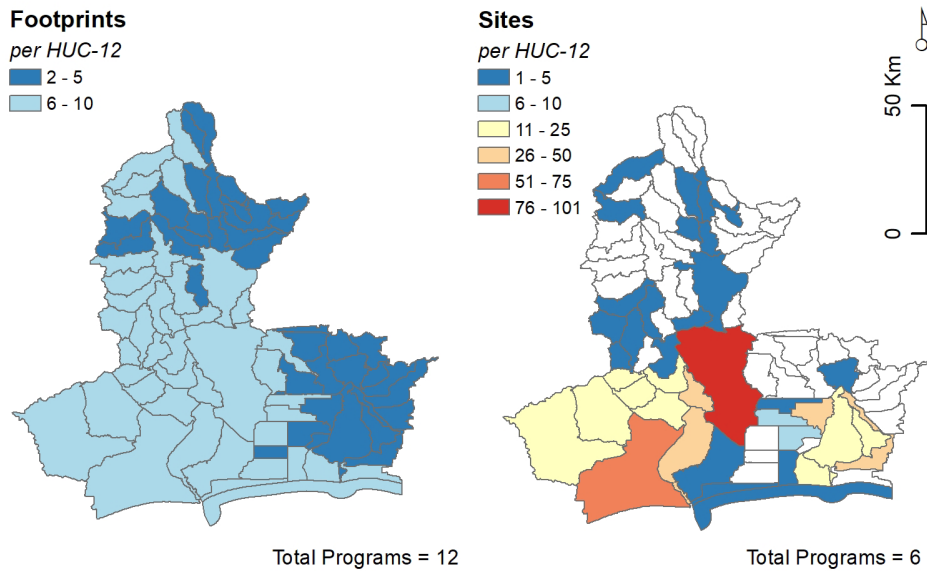 Footprints
per HUC-12
2 - 5
6 - 10
Total Programs = 12
Sites
per HUC-12
1 - 5
6 - 10
11 - 25
26 - 50
51 - 75
76 - 101
50 Km
0
Total Programs = 6